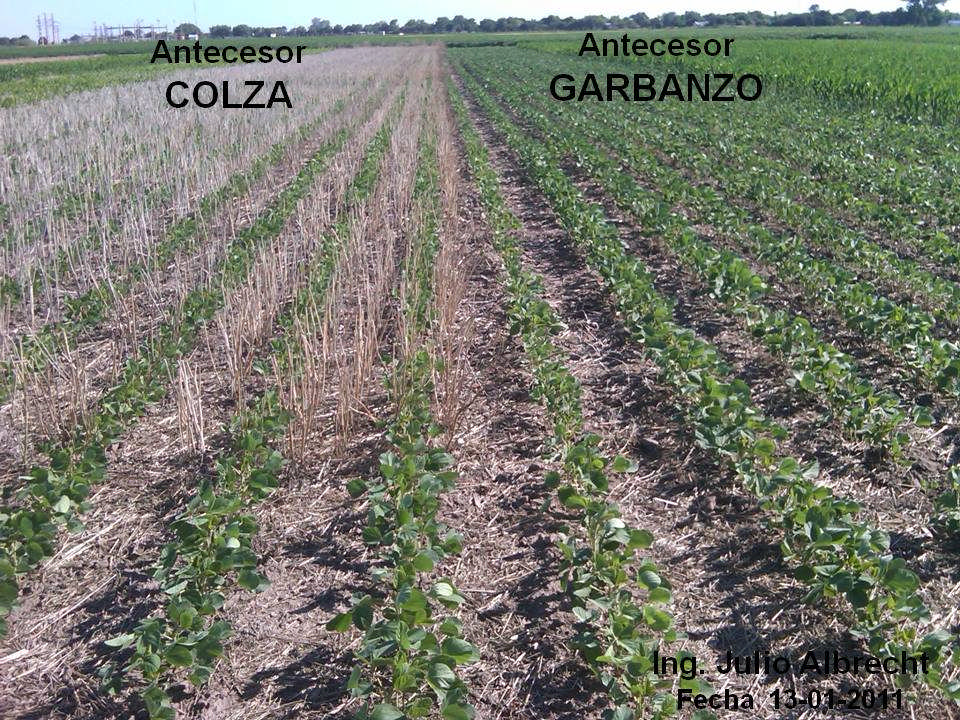 Antecesor
COLZA
Antecesor
GARBANZO
Ing. Julio Albrecht
Fecha 13-01-2011